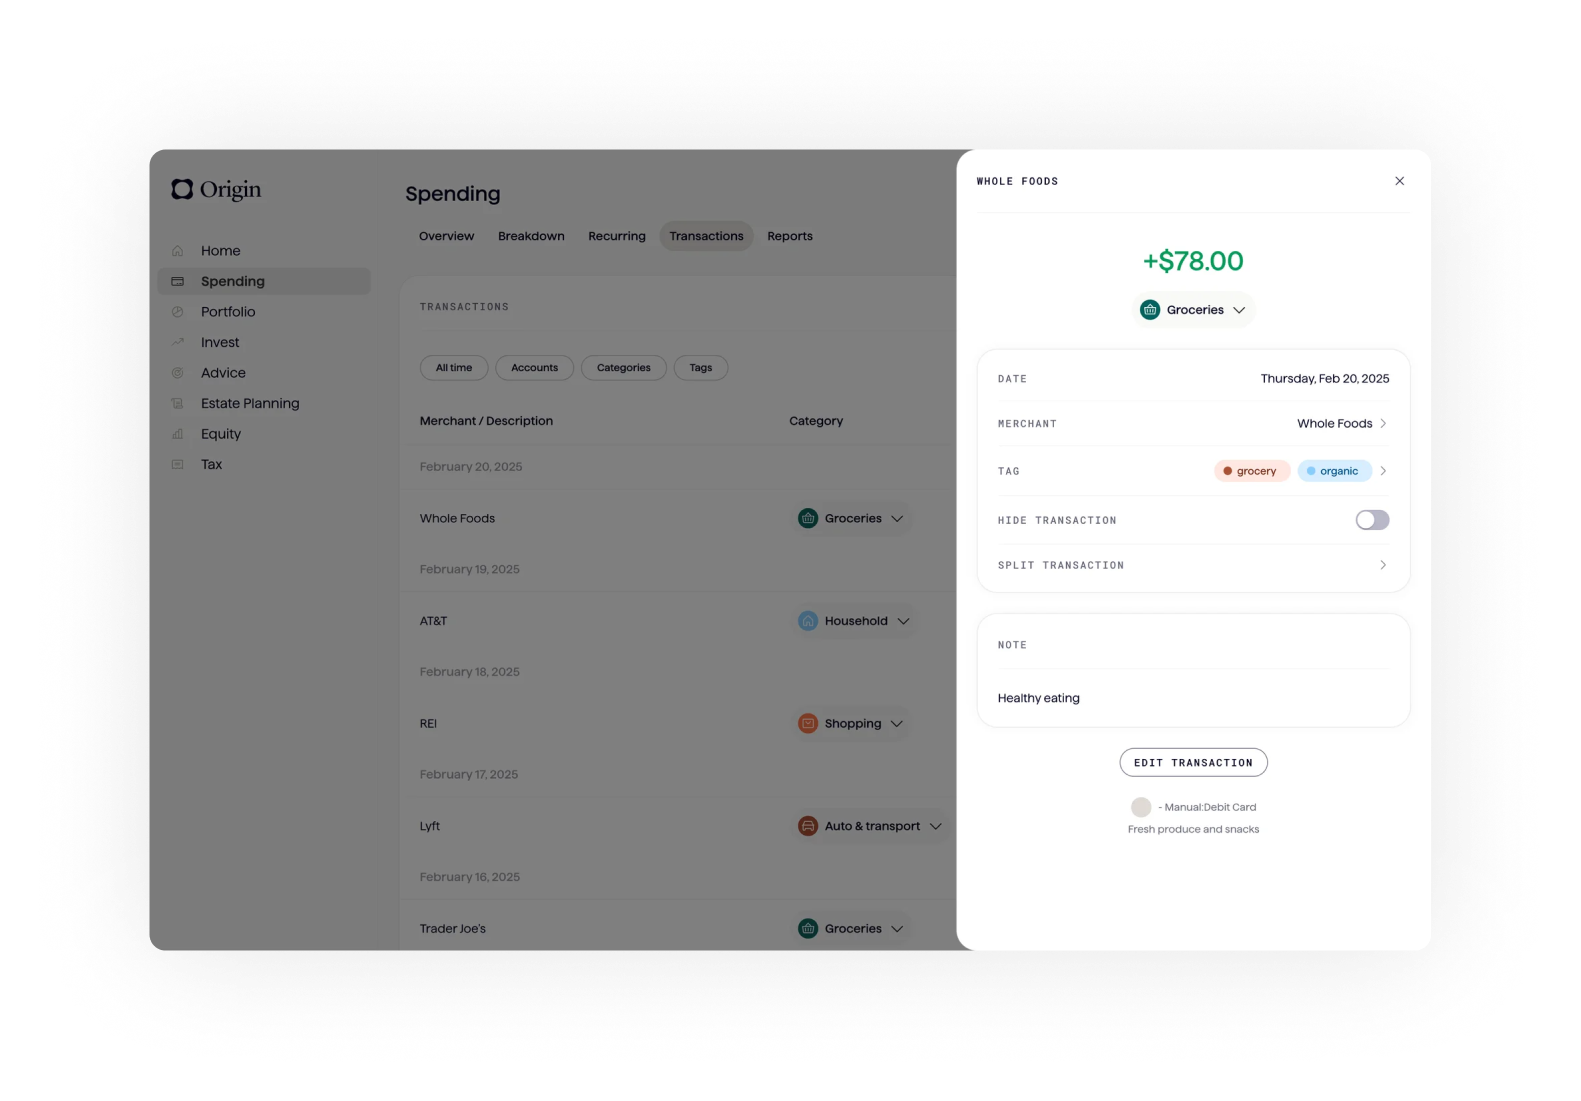 Origin
Home
Spending
Portfolio
Invest
Advice
Estate Planning
Equity
Tax
Spending
Overview Breakdown Recurring Transactions Reports
TRANSACTIONS
All time Accounts Categories Tags
Merchant / Description Category
February 20, 2025
Whole Foods Groceries
February 19, 2025
AT&T Household
February 18, 2025
REI Shopping
February 17, 2025
Lyft Auto & transport
February 16, 2025
Trader Joe's Groceries
WHOLE FOODS
+$78.00
Groceries
DATE Thursday, Feb 20, 2025
MERCHANT Whole Foods
TAG grocery organic
HIDE TRANSACTION
SPLIT TRANSACTION
NOTE
Healthy eating
EDIT TRANSACTION
- Manual:Debit Card
Fresh produce and snacks